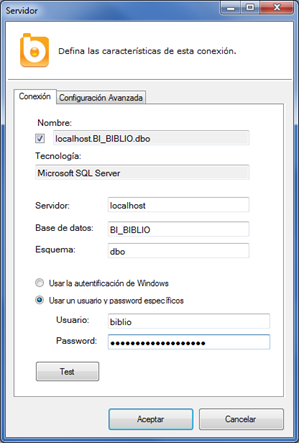 Servidor
Defina las características de esta conexión.
Conexión
Configuración Avanzada
Nombre:
localhost.BI_BIBLIO.dbo
Tecnología:
Microsoft SQL Server
Servidor: localhost
Base de datos: BI_BIBLIO
Esquema: dbo
Usar la autentificación de Windows
Usar un usuario y password específicos
Usuario: biblio
Password: ●●●●●●●●●●●●●●●●●●●
Test
Aceptar Cancelar